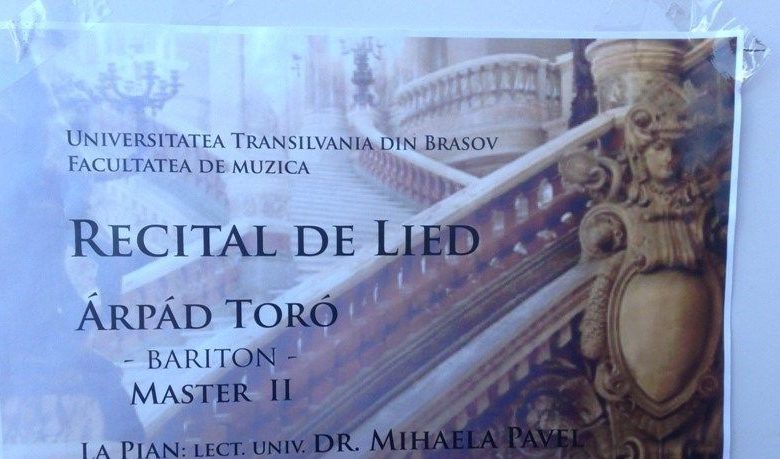 UNIVERSITATEA TRANSILVANIA DIN BRASOV
FACULTATEA DE MUZICA
RECITAL DE LIED
ÁRPÁD TORÓ
- BARITON -
MASTER II
LA PIAN: LECT. UNIV. DR. MIHAELA PAVEL